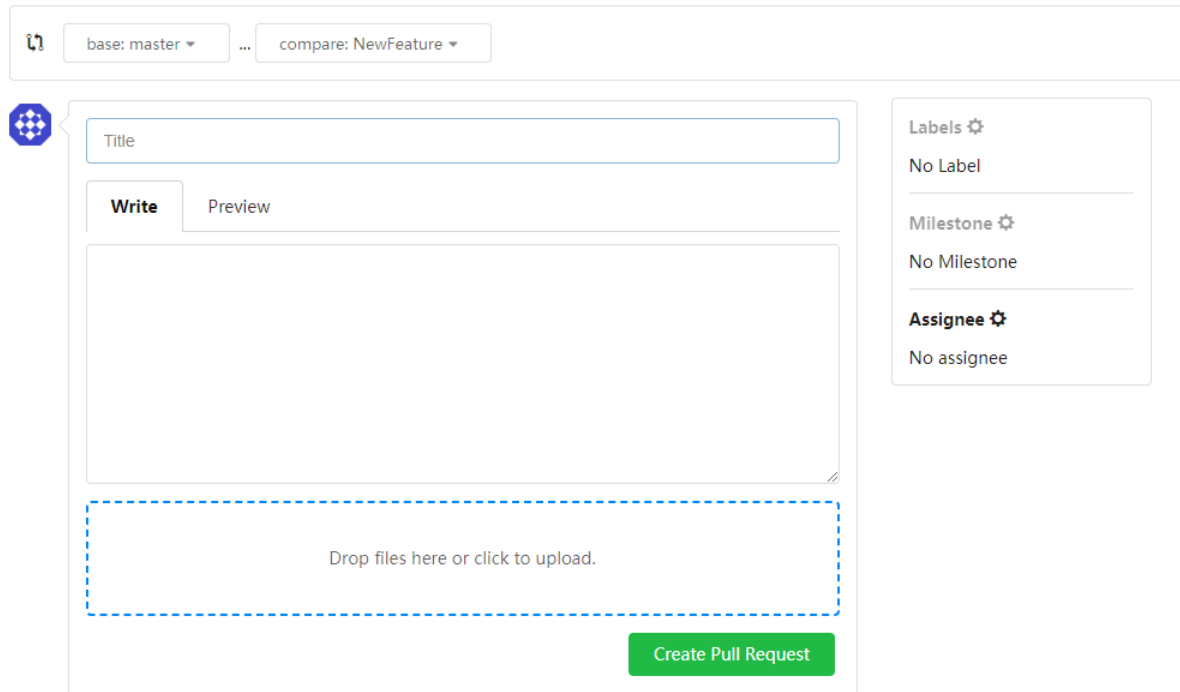 base: master ... compare: NewFeature
Title
Write Preview
Drop files here or click to upload.
Create Pull Request
Labels
No Label
Milestone
No Milestone
Assignee
No assignee